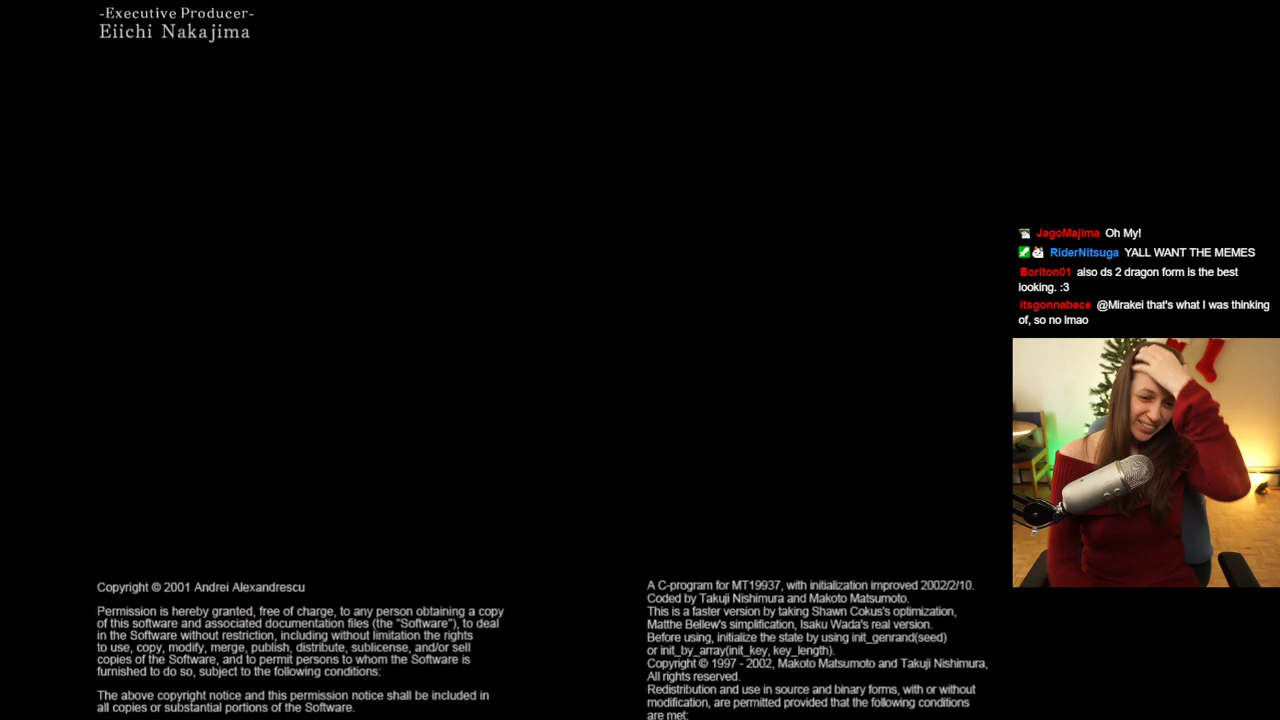 -Executive Producer-
Eiichi Nakajima
JagoMajima Oh My!
RiderNitsuga YALL WANT THE MEMES
Boriton01 also ds 2 dragon form is the best
looking. :3
Itsgonnabece @Mirakei that's what I was thinking
of, so no lmao
Copyright © 2001 Andrei Alexandrescu
Permission is hereby granted, free of charge, to any person obtaining a copy
of this software and associated documentation files (the "Software"), to deal
in the Software without restriction, including without limitation the rights
to use, copy, modify, merge, publish, distribute, sublicense, and/or sell
copies of the Software, and to permit persons to whom the Software is
furnished to do so, subject to the following conditions:
The above copyright notice and this permission notice shall be included in
all copies or substantial portions of the Software.
A C-program for MT19937, with initialization improved 2002/2/10.
Coded by Takuji Nishimura and Makoto Matsumoto.
This is a faster version by taking Shawn Cokus's optimization,
Matthe Bellew's simplification, Isaku Wada's real version.
Before using, initialize the state by using init_genrand(seed)
or init_by_array(init_key, key_length).
Copyright © 1997 - 2002, Makoto Matsumoto and Takuji Nishimura,
All rights reserved.
Redistribution and use in source and binary forms, with or without
modification, are permitted provided that the following conditions
are met: